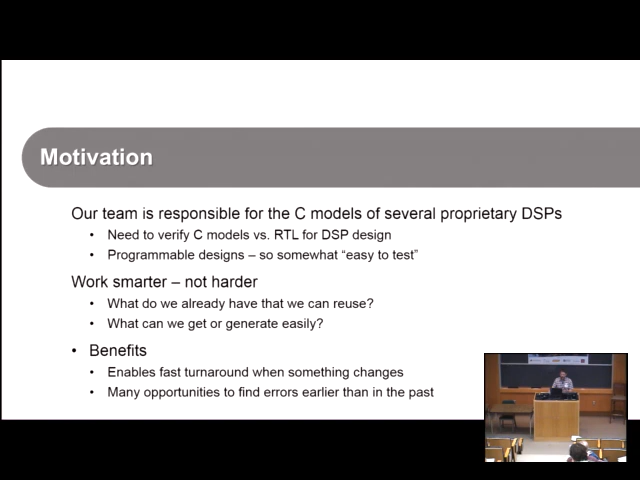 Motivation
Our team is responsible for the C models of several proprietary DSPs
• Need to verify C models vs. RTL for DSP design
• Programmable designs – so somewhat “easy to test”
Work smarter – not harder
• What do we already have that we can reuse?
• What can we get or generate easily?
• Benefits
• Enables fast turnaround when something changes
• Many opportunities to find errors earlier than in the past